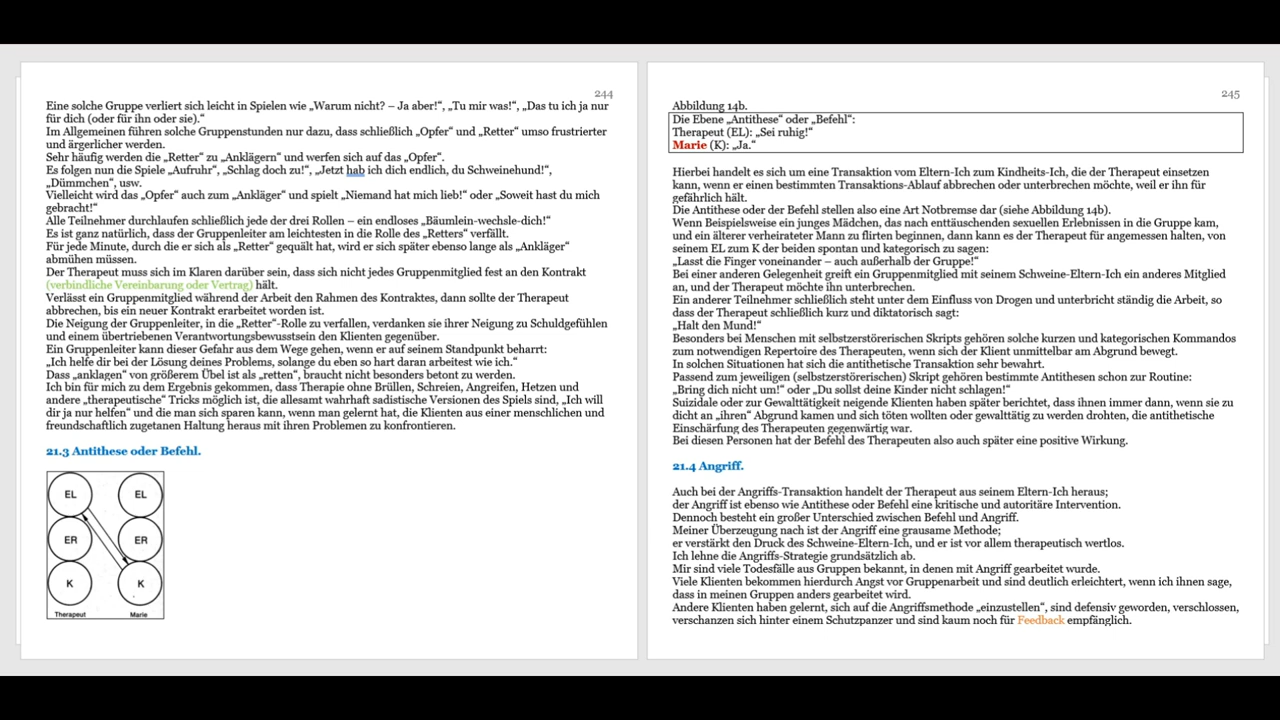 244
Eine solche Gruppe verliert sich leicht in Spielen wie „Warum nicht? – Ja aber!“, „Tu mir was!“, „Das tu ich ja nur
für dich (oder für ihn oder sie).“
Im Allgemeinen führen solche Gruppenstunden nur dazu, dass schließlich „Opfer“ und „Retter“ umso frustrierter
und ärgerlicher werden.
Sehr häufig werden die „Retter“ zu „Anklägern“ und werfen sich auf das „Opfer“.
Es folgen nun die Spiele „Aufruhr“, „Schlag doch zu!“, „Jetzt hab ich dich endlich, du Schweinehund!“,
„Dümmchen“, usw.
Vielleicht wird das „Opfer“ auch zum „Ankläger“ und spielt „Niemand hat mich lieb!“ oder „Soweit hast du mich
gebracht!“
Alle Teilnehmer durchlaufen schließlich jede der drei Rollen – ein endloses „Bäumlein-wechsle-dich!“
Es ist ganz natürlich, dass der Gruppenleiter am leichtesten in die Rolle des „Retters“ verfällt.
Für jede Minute, durch die er sich als „Retter“ gequält hat, wird er sich später ebenso lange als „Ankläger“
abmühen müssen.
Der Therapeut muss sich im Klaren darüber sein, dass sich nicht jedes Gruppenmitglied fest an den Kontrakt
(verbindliche Vereinbarung oder Vertrag) hält.
Verlässt ein Gruppenmitglied während der Arbeit den Rahmen des Kontraktes, dann sollte der Therapeut
abbrechen, bis ein neuer Kontrakt erarbeitet worden ist.
Die Neigung der Gruppenleiter, in die „Retter“-Rolle zu verfallen, verdanken sie ihrer Neigung zu Schuldgefühlen
und einem übertriebenen Verantwortungsbewusstsein den Klienten gegenüber.
Ein Gruppenleiter kann dieser Gefahr aus dem Wege gehen, wenn er auf seinem Standpunkt beharrt:
„Ich helfe dir bei der Lösung deines Problems, solange du eben so hart daran arbeitest wie ich.“
Dass „anklagen“ von größerem Übel ist als „retten“, braucht nicht besonders betont zu werden.
Ich bin für mich zu dem Ergebnis gekommen, dass Therapie ohne Brüllen, Schreien, Angreifen, Hetzen und
andere „therapeutische“ Tricks möglich ist, die allesamt wahrhaft sadistische Versionen des Spiels sind, „Ich will
dir ja nur helfen“ und die man sich sparen kann, wenn man gelernt hat, die Klienten aus einer menschlichen und
freundschaftlich zugetanen Haltung heraus mit ihren Problemen zu konfrontieren.
21.3 Antithese oder Befehl.
EL EL
ER ER
K K
Therapeut Marie
245
Abbildung 14b.
Die Ebene „Antithese“ oder „Befehl“:
Therapeut (EL): „Sei ruhig!“
Marie (K): „Ja.“
Hierbei handelt es sich um eine Transaktion vom Eltern-Ich zum Kindheits-Ich, die der Therapeut einsetzen
kann, wenn er einen bestimmten Transaktions-Ablauf abbrechen oder unterbrechen möchte, weil er ihn für
gefährlich hält.
Die Antithese oder der Befehl stellen also eine Art Notbremse dar (siehe Abbildung 14b).
Wenn Beispielsweise ein junges Mädchen, das nach enttäuschenden sexuellen Erlebnissen in die Gruppe kam,
und ein älterer verheirateter Mann zu flirten beginnen, dann kann es der Therapeut für angemessen halten, von
seinem EL zum K der beiden spontan und kategorisch zu sagen:
„Lasst die Finger voneinander – auch außerhalb der Gruppe!“
Bei einer anderen Gelegenheit greift ein Gruppenmitglied mit seinem Schweine-Eltern-Ich ein anderes Mitglied
an, und der Therapeut möchte ihn unterbrechen.
Ein anderer Teilnehmer schließlich steht unter dem Einfluss von Drogen und unterbricht ständig die Arbeit, so
dass der Therapeut schließlich kurz und diktatorisch sagt:
„Halt den Mund!“
Besonders bei Menschen mit selbstzerstörerischen Skripts gehören solche kurzen und kategorischen Kommandos
zum notwendigen Repertoire des Therapeuten, wenn sich der Klient unmittelbar am Abgrund bewegt.
In solchen Situationen hat sich die antithetische Transaktion sehr bewahrt.
Passend zum jeweiligen (selbstzerstörerischen) Skript gehören bestimmte Antithesen schon zur Routine:
„Bring dich nicht um!“ oder „Du sollst deine Kinder nicht schlagen!“
Suizidale oder zur Gewalttätigkeit neigende Klienten haben später berichtet, dass ihnen immer dann, wenn sie zu
dicht an „ihren“ Abgrund kamen und sich töten wollten oder gewalttätig zu werden drohten, die antithetische
Einschärfung des Therapeuten gegenwärtig war.
Bei diesen Personen hat der Befehl des Therapeuten also auch später eine positive Wirkung.
21.4 Angriff.
Auch bei der Angriffs-Transaktion handelt der Therapeut aus seinem Eltern-Ich heraus;
der Angriff ist ebenso wie Antithese oder Befehl eine kritische und autoritäre Intervention.
Dennoch besteht ein großer Unterschied zwischen Befehl und Angriff.
Meiner Überzeugung nach ist der Angriff eine grausame Methode;
er verstärkt den Druck des Schweine-Eltern-Ich, und er ist vor allem therapeutisch wertlos.
Ich lehne die Angriffs-Strategie grundsätzlich ab.
Mir sind viele Todesfälle aus Gruppen bekannt, in denen mit Angriff gearbeitet wurde.
Viele Klienten bekommen hierdurch Angst vor Gruppenarbeit und sind deutlich erleichtert, wenn ich ihnen sage,
dass in meinen Gruppen anders gearbeitet wird.
Andere Klienten haben gelernt, sich auf die Angriffsmethode „einzustellen“, sind defensiv geworden, verschlossen,
verschanzen sich hinter einem Schutzpanzer und sind kaum noch für Feedback empfänglich.